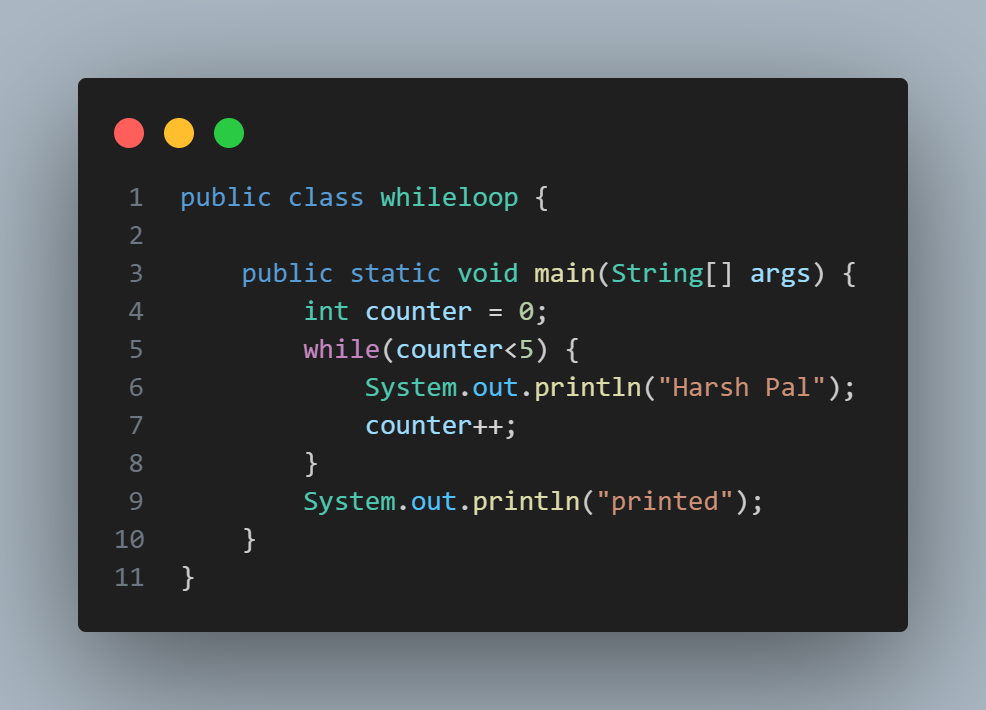 1 public class whileloop {
2
3 public static void main(String[] args) {
4 int counter = 0;
5 while(counter<5) {
6 System.out.println("Harsh Pal");
7 counter++;
8 }
9 System.out.println("printed");
10 }
11 }